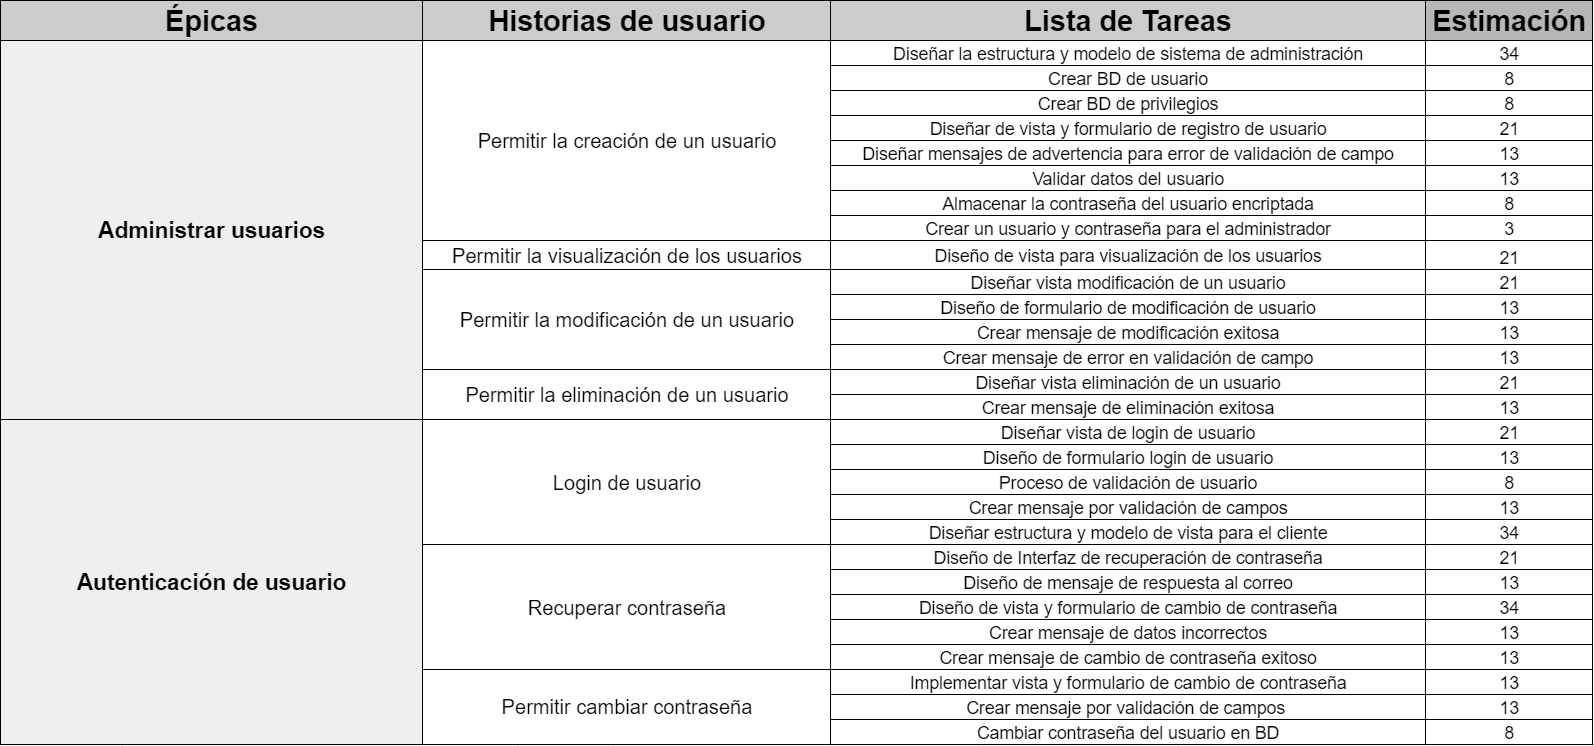 Épicas Historias de usuario Lista de Tareas Estimación
Diseñar la estructura y modelo de sistema de administración 34
Crear BD de usuario 8
Crear BD de privilegios 8
Permitir la creación de un usuario
Diseñar de vista y formulario de registro de usuario 21
Diseñar mensajes de advertencia para error de validación de campo 13
Validar datos del usuario 13
Almacenar la contraseña del usuario encriptada 8
Administrar usuarios
Crear un usuario y contraseña para el administrador 3
Permitir la visualización de los usuarios Diseño de vista para visualización de los usuarios 21
Diseñar vista modificación de un usuario 21
Permitir la modificación de un usuario
Diseño de formulario de modificación de usuario 13
Crear mensaje de modificación exitosa 13
Crear mensaje de error en validación de campo 13
Permitir la eliminación de un usuario
Diseñar vista eliminación de un usuario 21
Crear mensaje de eliminación exitosa 13
Diseñar vista de login de usuario 21
Diseño de formulario login de usuario 13
Login de usuario Proceso de validación de usuario 8
Crear mensaje por validación de campos 13
Diseñar estructura y modelo de vista para el cliente 34
Diseño de Interfaz de recuperación de contraseña 21
Autenticación de usuario
Diseño de mensaje de respuesta al correo 13
Recuperar contraseña Diseño de vista y formulario de cambio de contraseña 34
Crear mensaje de datos incorrectos 13
Crear mensaje de cambio de contraseña exitoso 13
Implementar vista y formulario de cambio de contraseña 13
Permitir cambiar contraseña Crear mensaje por validación de campos 13
Cambiar contraseña del usuario en BD 8